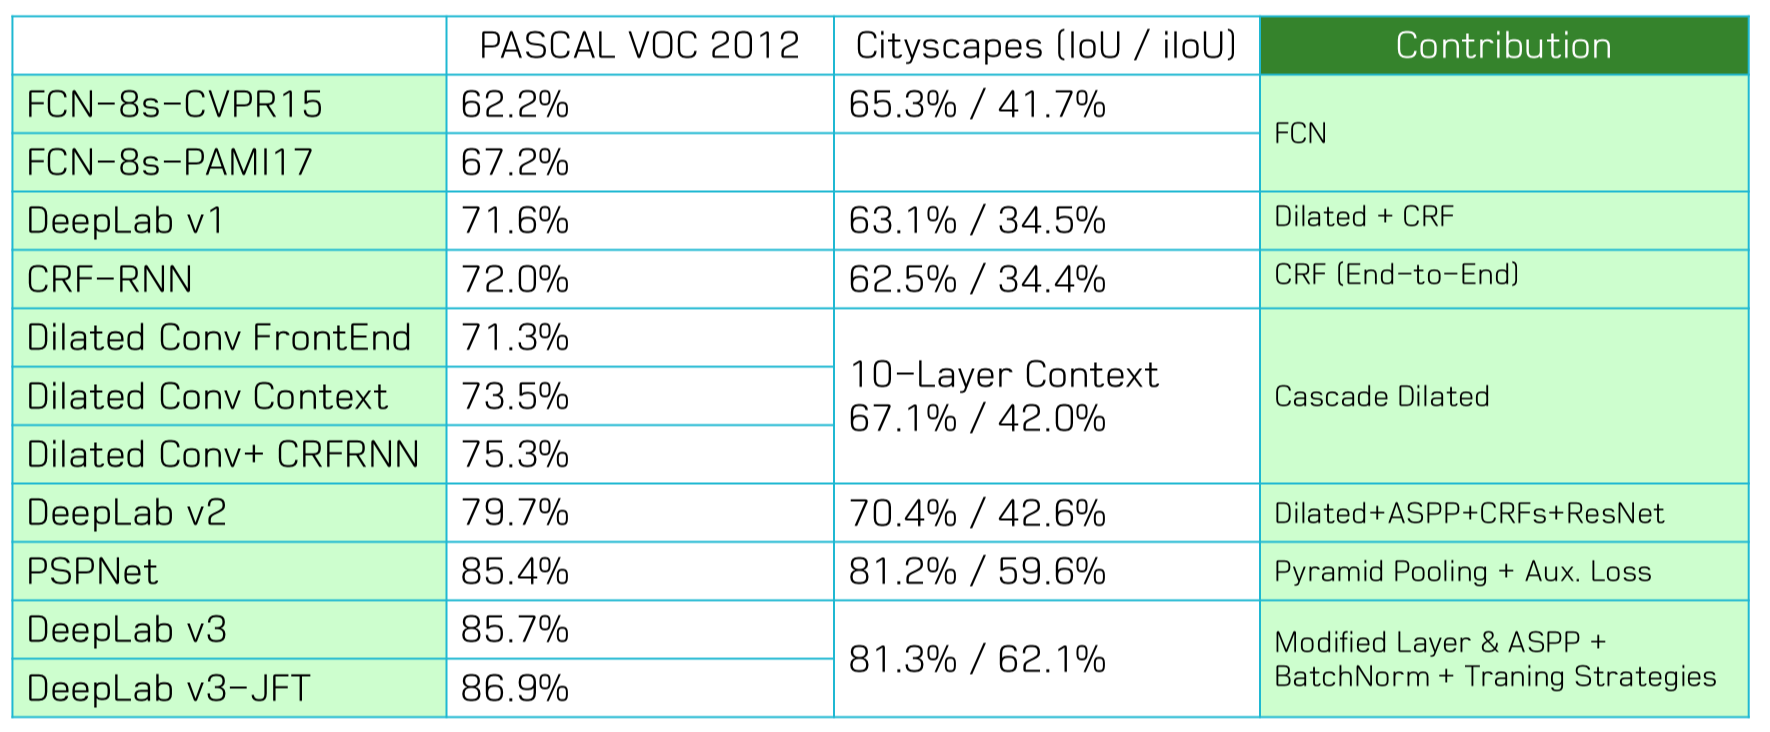 PASCAL VOC 2012 Cityscapes (IoU / iIoU) Contribution
FCN-8s-CVPR15 62.2% 65.3% / 41.7%
FCN
FCN-8s-PAMI17 67.2%
DeepLab v1 71.6% 63.1% / 34.5% Dilated + CRF
CRF-RNN 72.0% 62.5% / 34.4% CRF (End-to-End)
Dilated Conv FrontEnd 71.3%
10-Layer Context
67.1% / 42.0%
Dilated Conv Context 73.5% Cascade Dilated
Dilated Conv+ CRFRNN 75.3%
DeepLab v2 79.7% 70.4% / 42.6% Dilated+ASPP+CRFs+ResNet
PSPNet 85.4% 81.2% / 59.6% Pyramid Pooling + Aux. Loss
DeepLab v3 85.7%
81.3% / 62.1%
Modified Layer & ASPP +
BatchNorm + Traning Strategies
DeepLab v3-JFT 86.9%